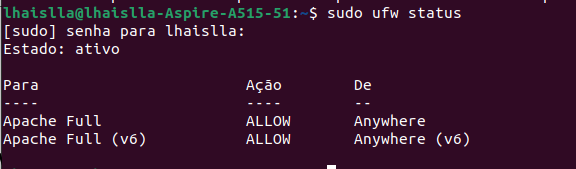 lhaislla@lhaislla-Aspire-A515-51:~$ sudo ufw status
[sudo] senha para lhaislla:
Estado: ativo
Para Ação De
---- ---- --
Apache Full ALLOW Anywhere
Apache Full (v6) ALLOW Anywhere (v6)